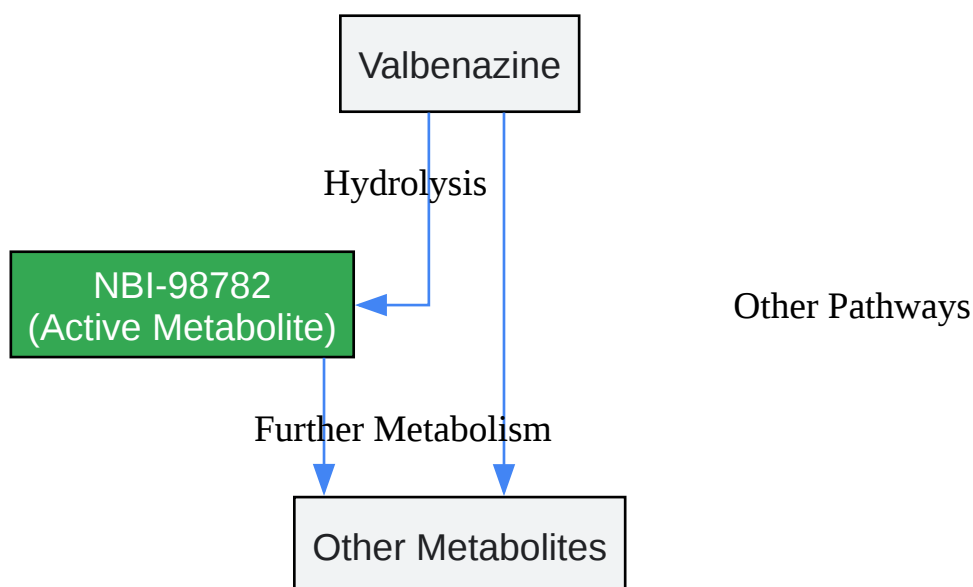 Valbenazine
Hydrolysis
NBI-98782
(Active Metabolite)
Other Pathways
Further Metabolism
Other Metabolites